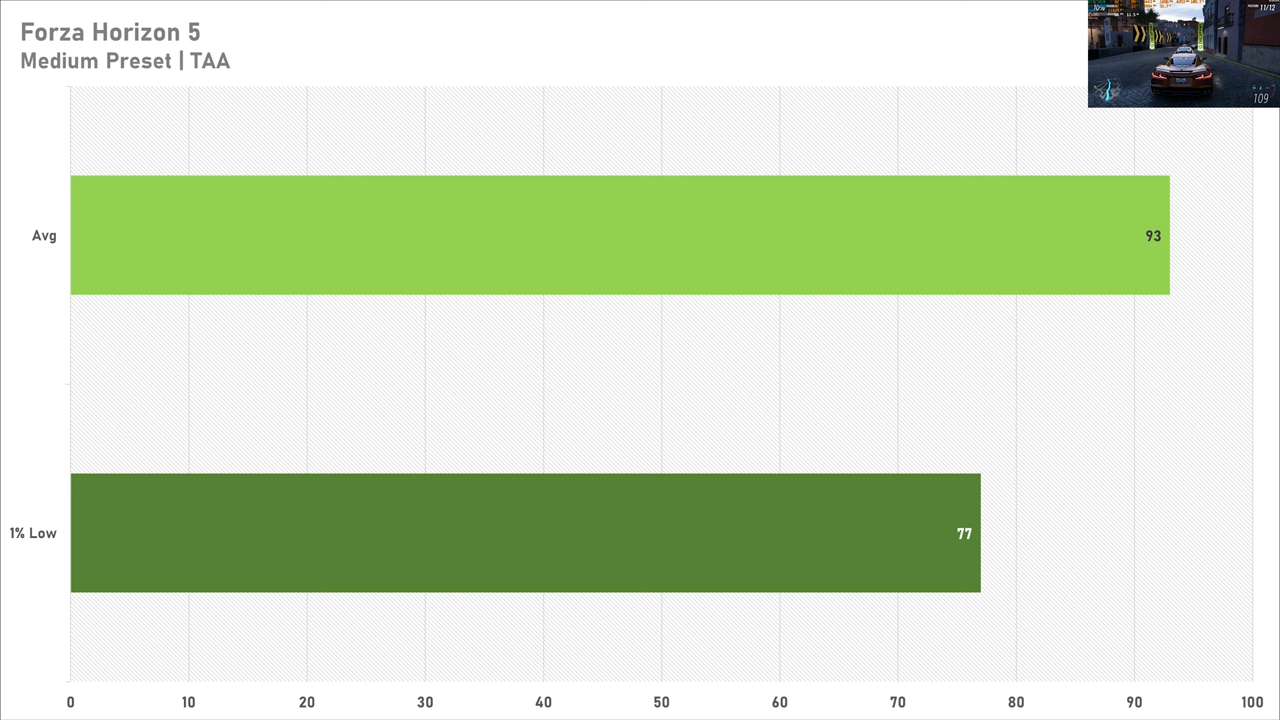 Forza Horizon 5
Medium Preset | TAA
11/12
109
Avg
93
1% Low
77
0 10 20 30 40 50 60 70 80 90 100